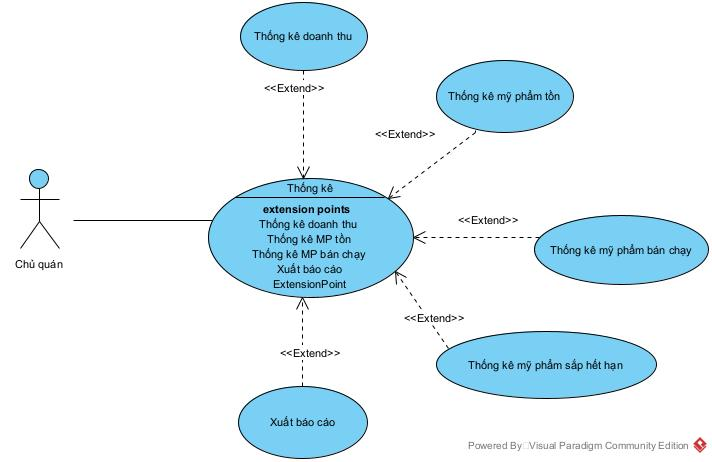 Thống kê doanh thu
<<Extend>>
Thống kê mỹ phẩm tồn
<<Extend>>
Chủ quán
Thống kê
extension points
Thống kê doanh thu
Thống kê MP tồn
Thống kê MP bán chạy
Xuất báo cáo
ExtensionPoint
<<Extend>>
Thống kê mỹ phẩm bán chạy
<<Extend>>
Thống kê mỹ phẩm sắp hết hạn
<<Extend>>
Xuất báo cáo
Powered By Visual Paradigm Community Edition